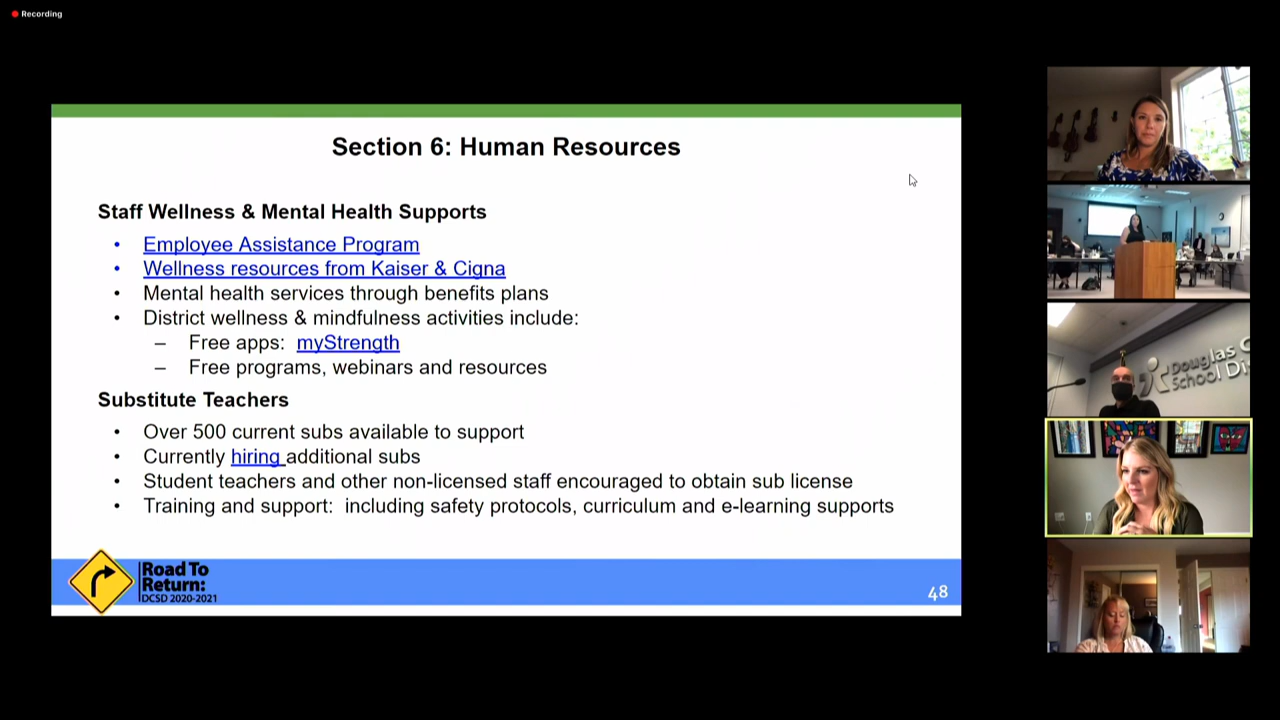 Recording
Section 6: Human Resources
Staff Wellness & Mental Health Supports
• Employee Assistance Program
• Wellness resources from Kaiser & Cigna
• Mental health services through benefits plans
• District wellness & mindfulness activities include:
– Free apps: myStrength
– Free programs, webinars and resources
Substitute Teachers
• Over 500 current subs available to support
• Currently hiring additional subs
• Student teachers and other non-licensed staff encouraged to obtain sub license
• Training and support: including safety protocols, curriculum and e-learning supports
Road To
Return:
DCSD 2020-2021
48
Douglas C
School Di